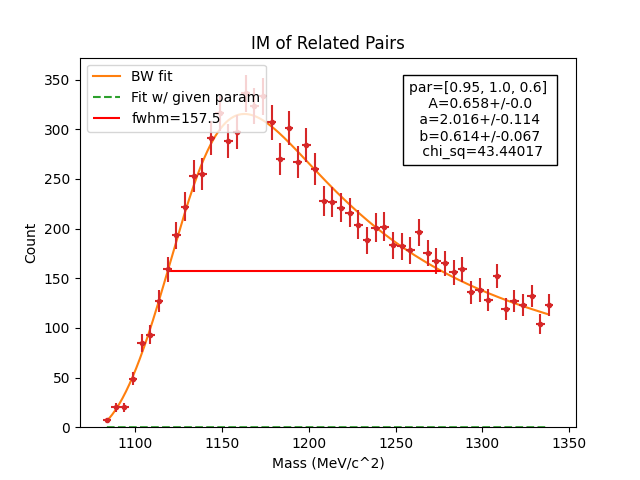 IM of Related Pairs
BW fit
Fit w/ given param
fwhm=157.5
par=[0.95, 1.0, 0.6]
A=0.658+/-0.0
a=2.016+/-0.114
b=0.614+/-0.067
chi_sq=43.44017
Count
350
300
250
200
150
100
50
0
1100 1150 1200 1250 1300 1350
Mass (MeV/c^2)